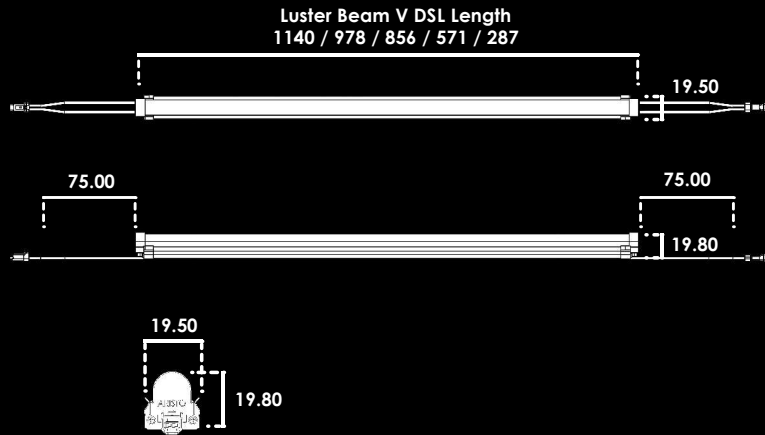 Luster Beam V DSL Length
1140 / 978 / 856 / 571 / 287
19.50
75.00
75.00
19.80
19.50
ARISTO
19.80